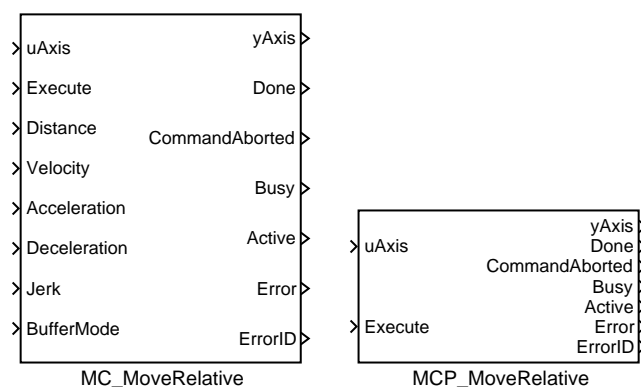 uAxis
Execute
Distance
Velocity
Acceleration
Deceleration
Jerk
BufferMode
yAxis
Done
CommandAborted
Busy
Active
Error
ErrorID
MC_MoveRelative
uAxis
Execute
yAxis
Done
CommandAborted
Busy
Active
Error
ErrorID
MCP_MoveRelative